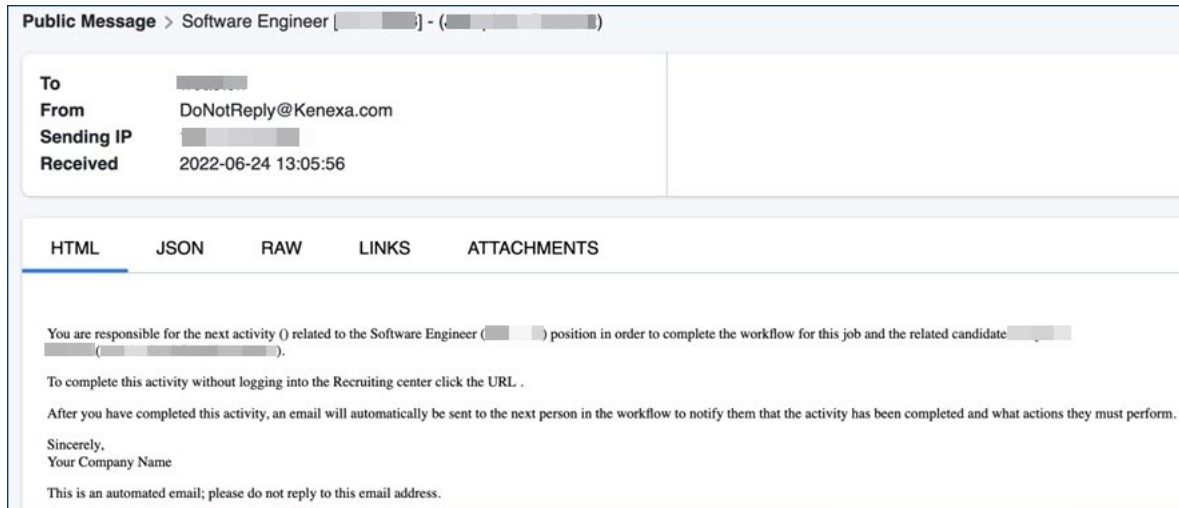 Public Message > Software Engineer [ ] - ( )
To
From DoNotReply@Kenexa.com
Sending IP
Received 2022-06-24 13:05:56
HTML JSON RAW LINKS ATTACHMENTS
You are responsible for the next activity () related to the Software Engineer ( ) position in order to complete the workflow for this job and the related candidate
( ).
To complete this activity without logging into the Recruiting center click the URL .
After you have completed this activity, an email will automatically be sent to the next person in the workflow to notify them that the activity has been completed and what actions they must perform.
Sincerely,
Your Company Name
This is an automated email; please do not reply to this email address.